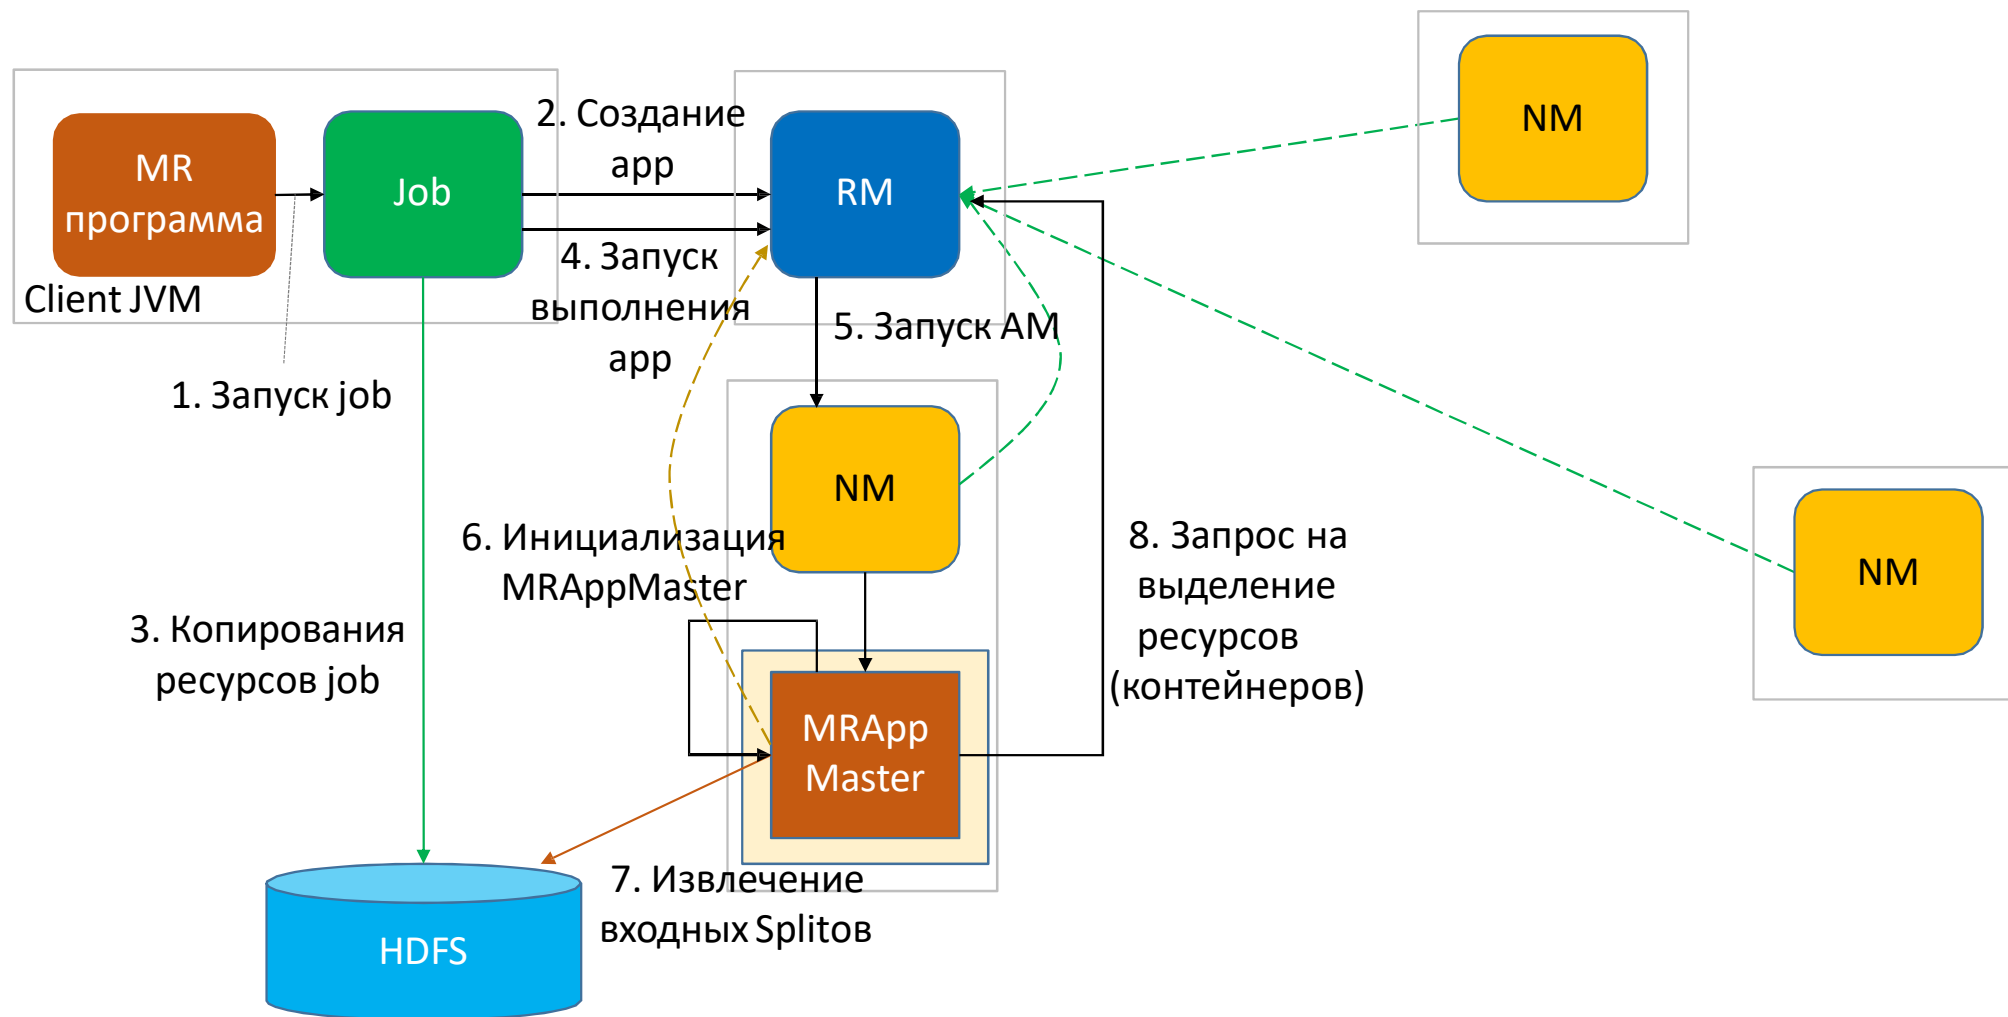 MR
программа
Client JVM
1. Запуск job
Job
2. Создание
app
4. Запуск
выполнения
app
RM
5. Запуск AM
NM
NM
NM
6. Инициализация
MRAppMaster
3. Копирования
ресурсов job
MRApp
Master
8. Запрос на
выделение
ресурсов
(контейнеров)
7. Извлечение
входных Splitов
HDFS